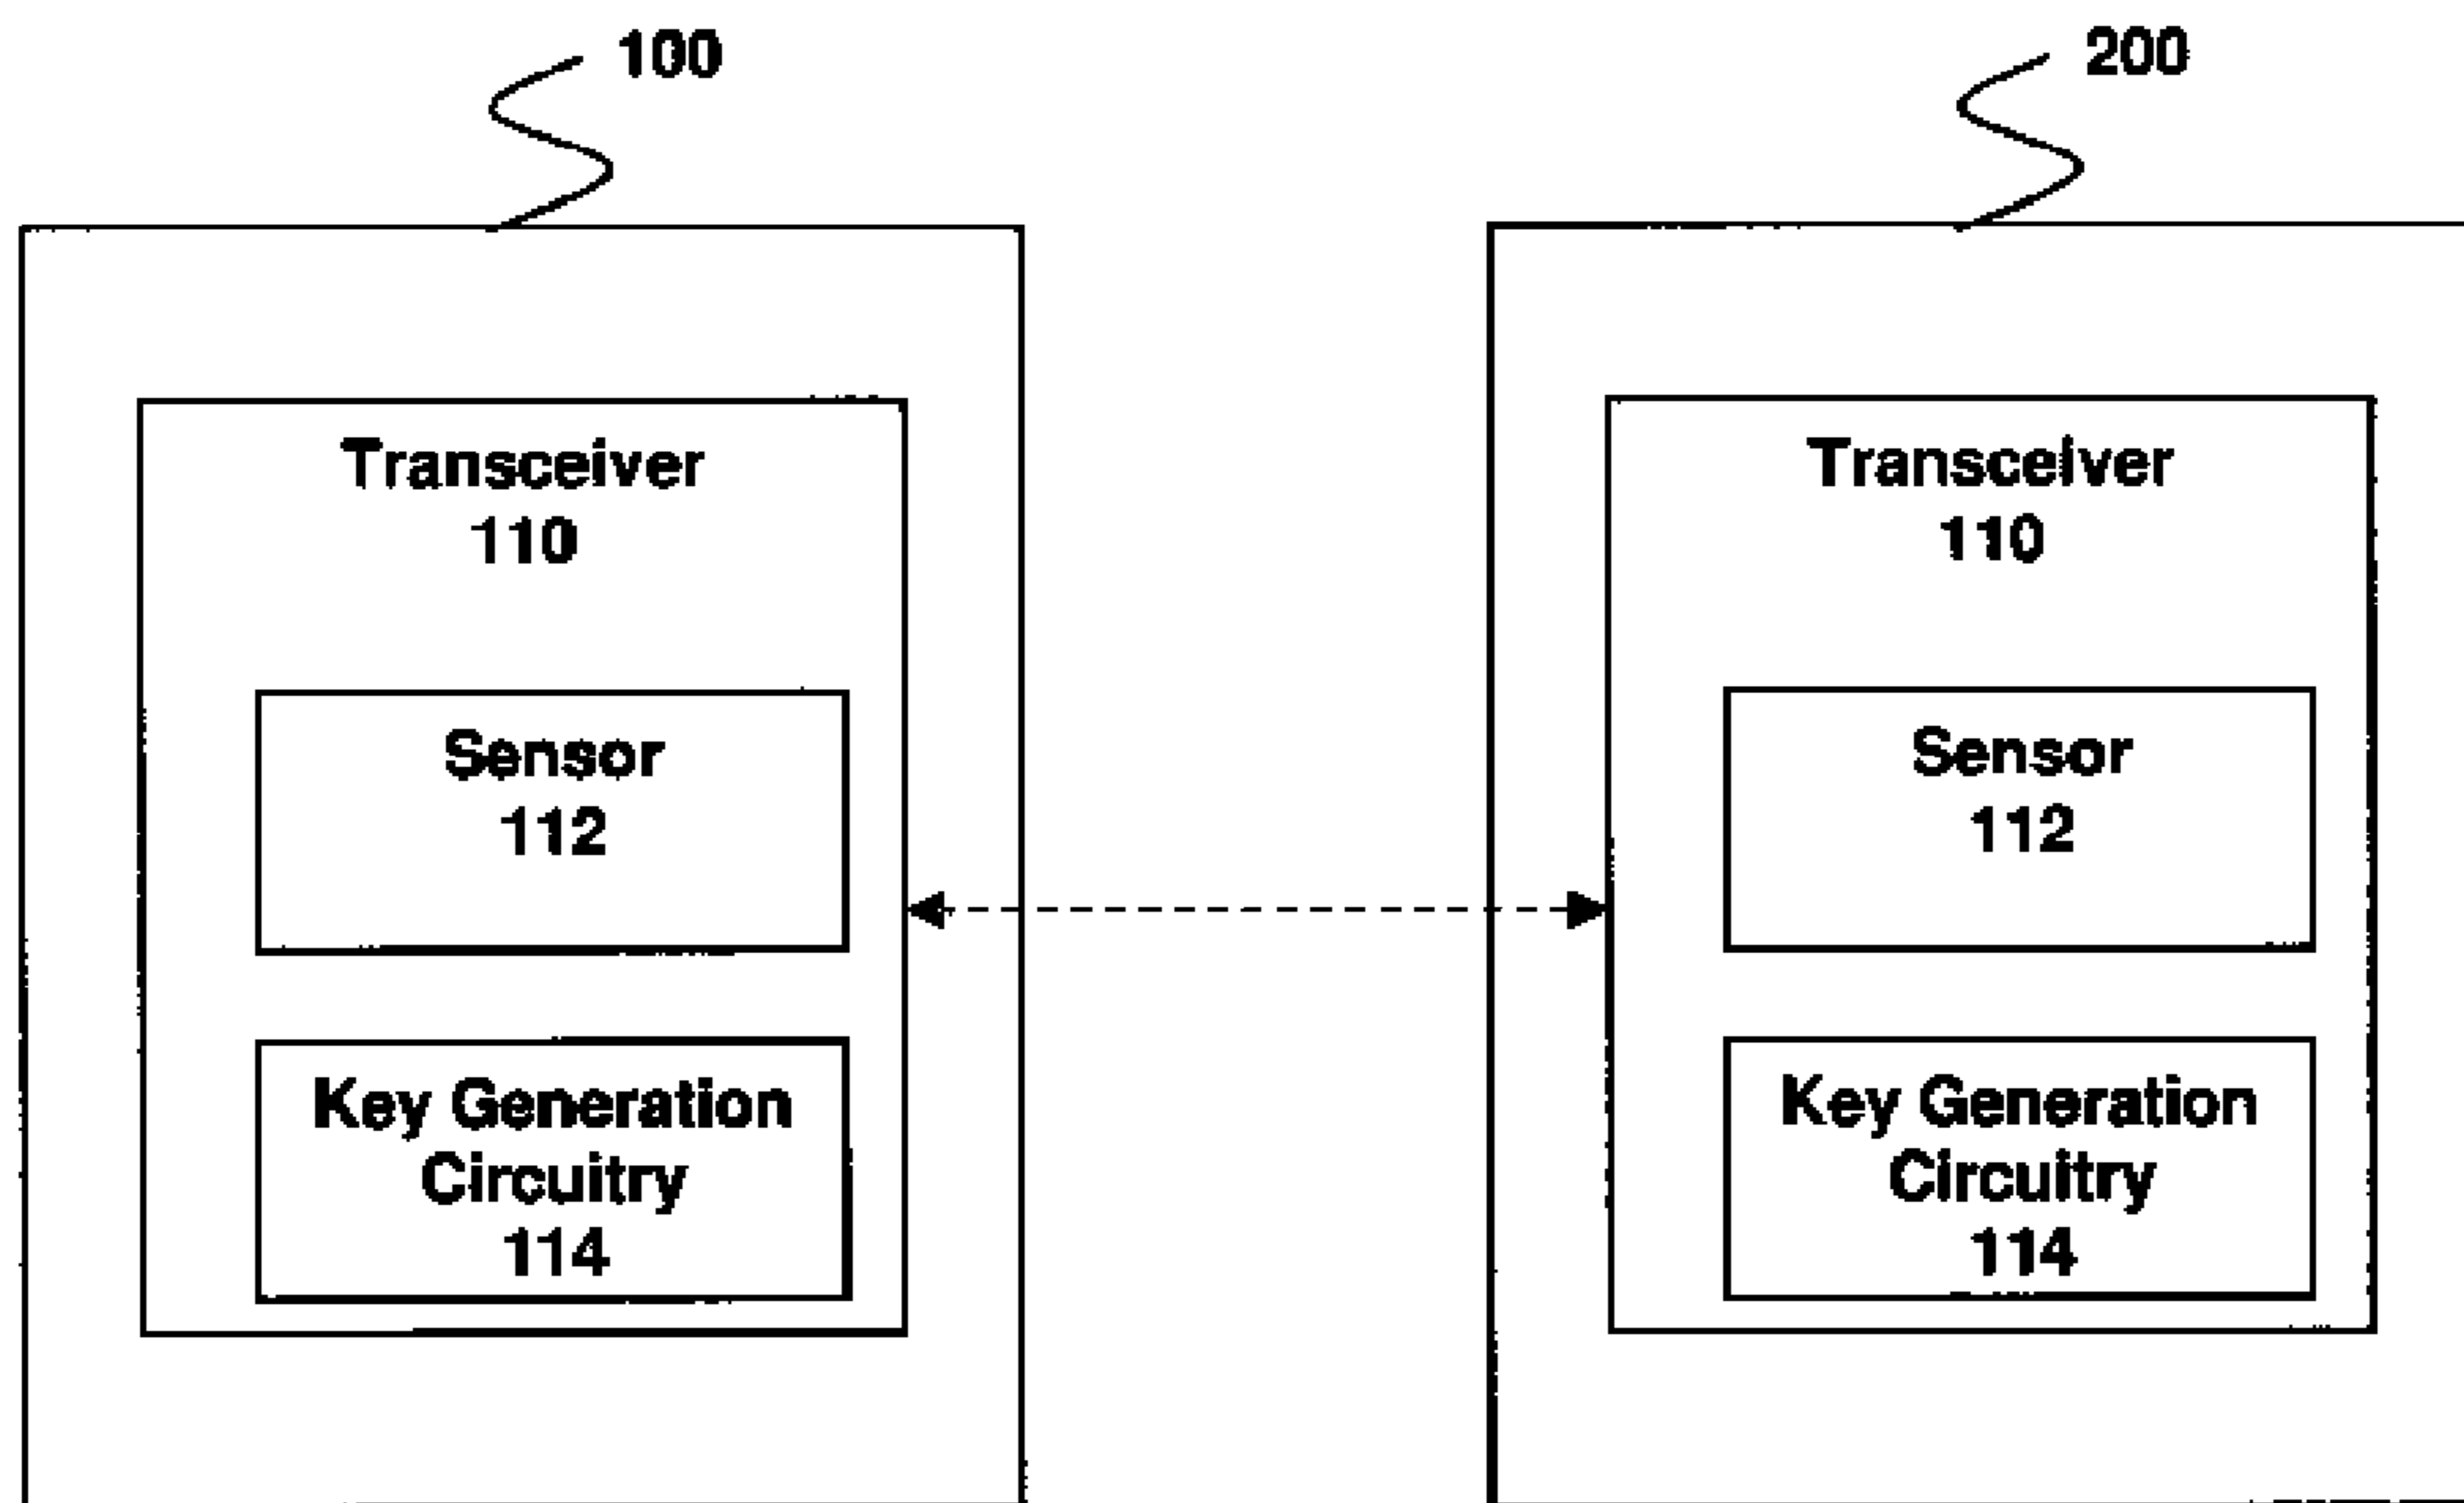 100
200
Transceiver
110
Sensor
112
Key Generation
Circuitry
114
Transceiver
110
Sensor
112
Key Generation
Circuitry
114